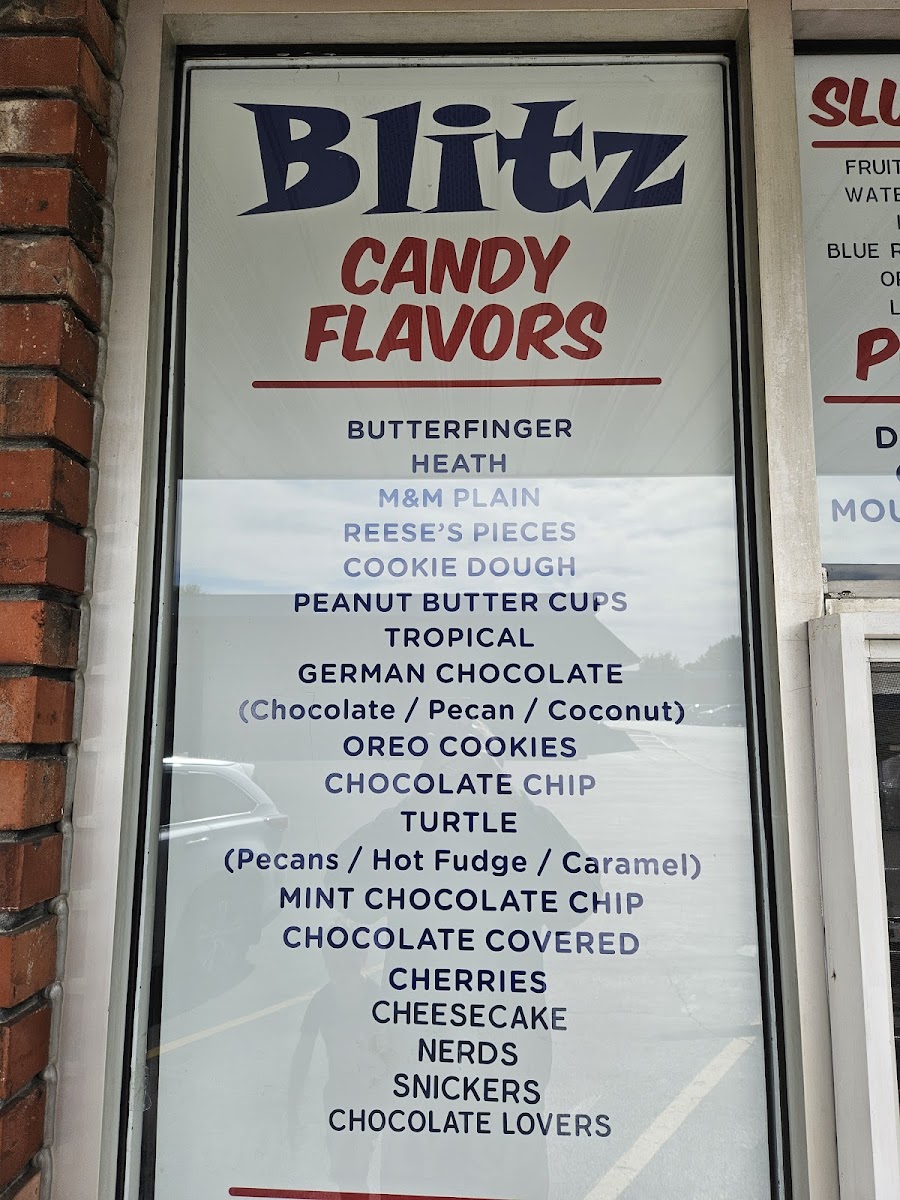 Blitz
CANDY
FLAVORS
BUTTERFINGER
HEATH
M&M PLAIN
REESE'S PIECES
COOKIE DOUGH
PEANUT BUTTER CUPS
TROPICAL
GERMAN CHOCOLATE
(Chocolate / Pecan / Coconut)
OREO COOKIES
CHOCOLATE CHIP
TURTLE
(Pecans / Hot Fudge / Caramel)
MINT CHOCOLATE CHIP
CHOCOLATE COVERED
CHERRIES
CHEESECAKE
NERDS
SNICKERS
CHOCOLATE LOVERS
FRUIT
BLUE